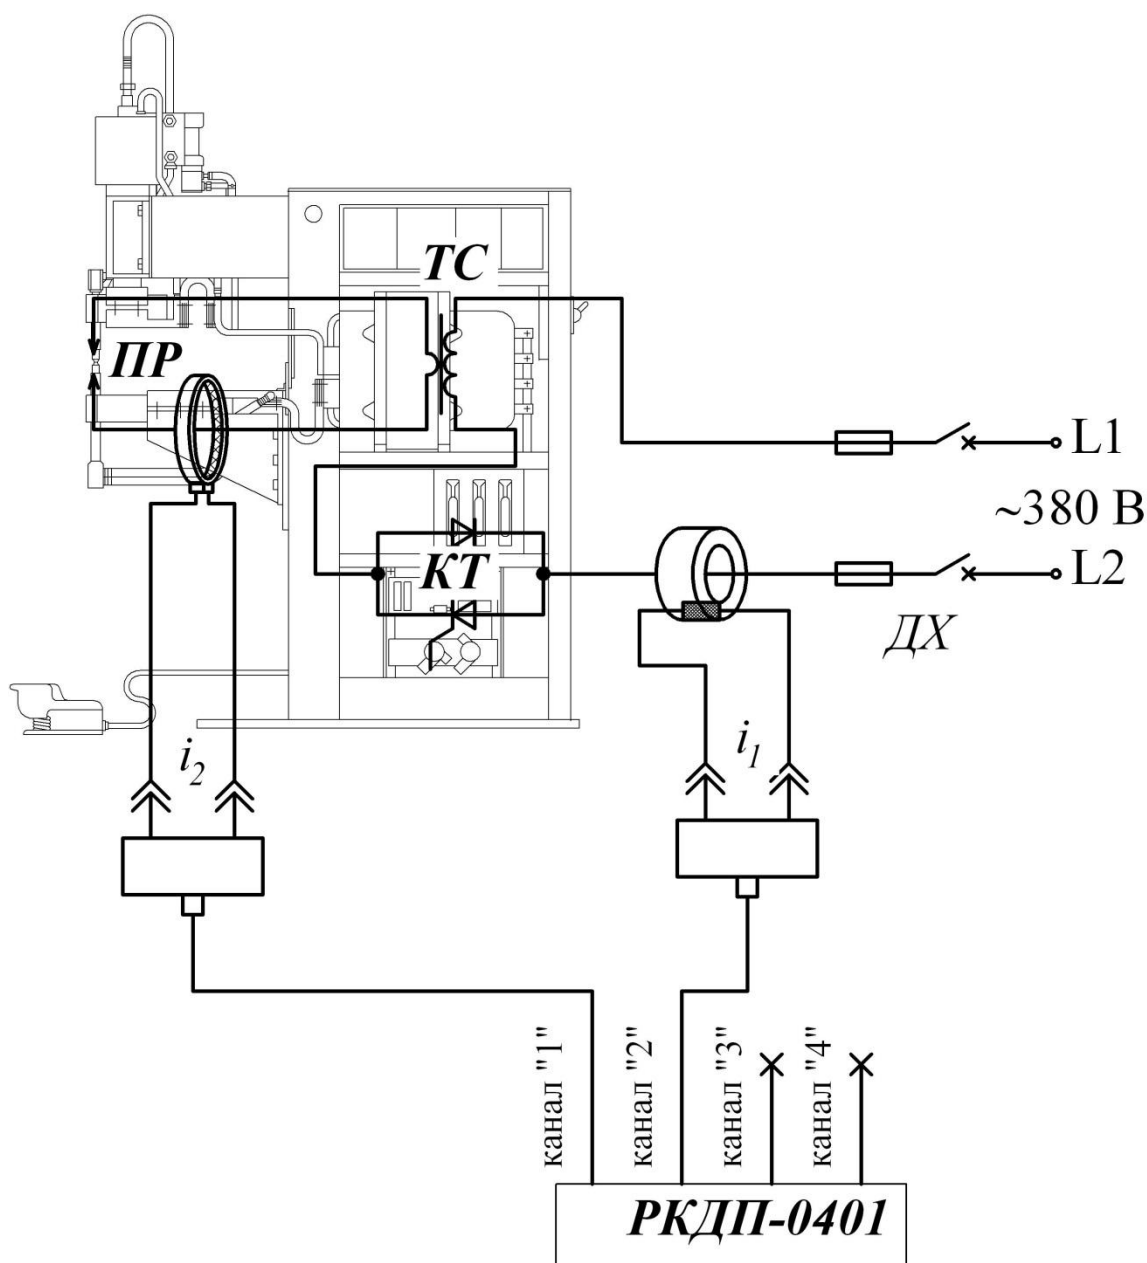 ТС
ПР
L1
~380 В
КТ
L2
ДХ
i2
i1
канал "1"
канал "2"
канал "3"
канал "4"
РКДП-0401